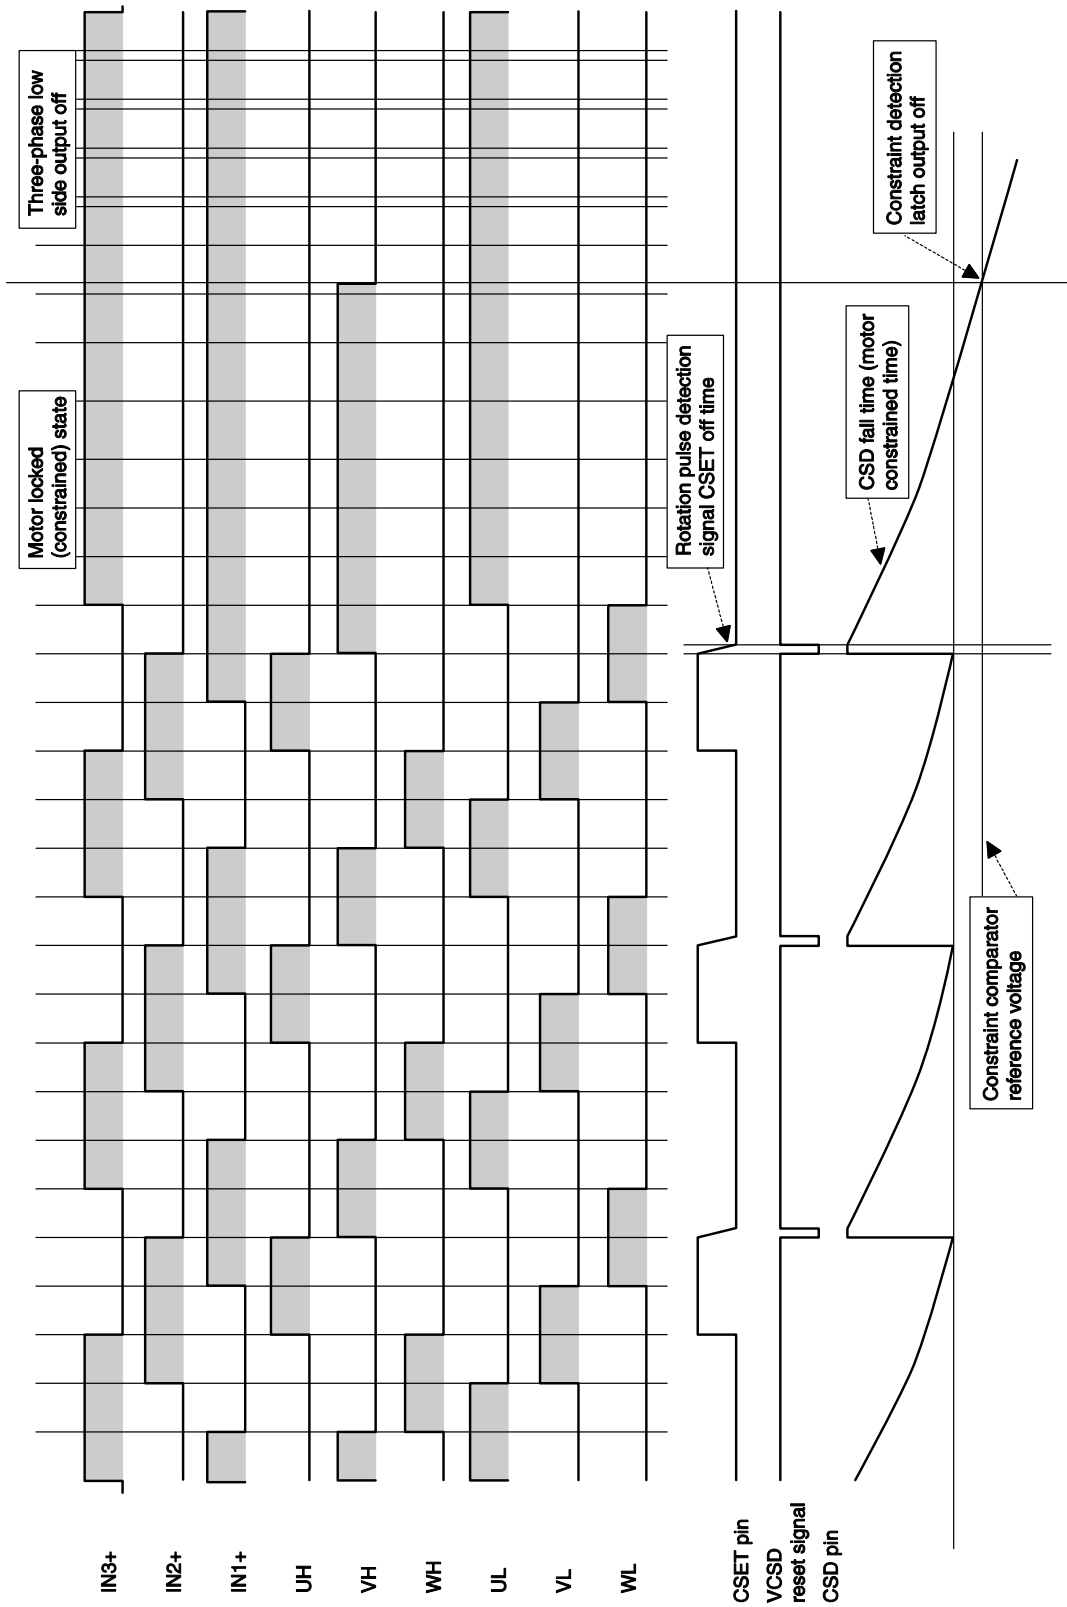 IN3+
IN2+
IN1+
UH
VH
WH
UL
VL
WL
CSET pin
VCSD
reset signal
CSD pin
Motor locked
(constrained) state
Three-phase low
side output off
Rotation pulse detection
signal CSET off time
CSD fall time (motor
constrained time)
Constraint detection
latch output off
Constraint comparator
reference voltage